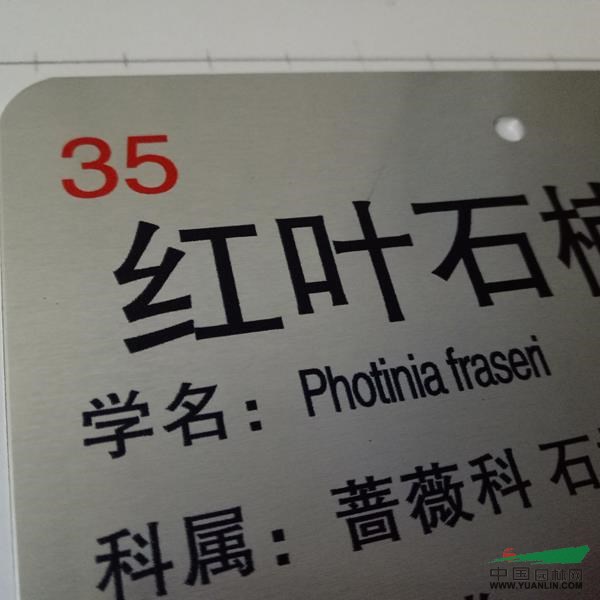 35
红叶石
学名：Photinia fraseri
科属：蔷薇科 石
中国园林网
WWW.YUANLIN.COM